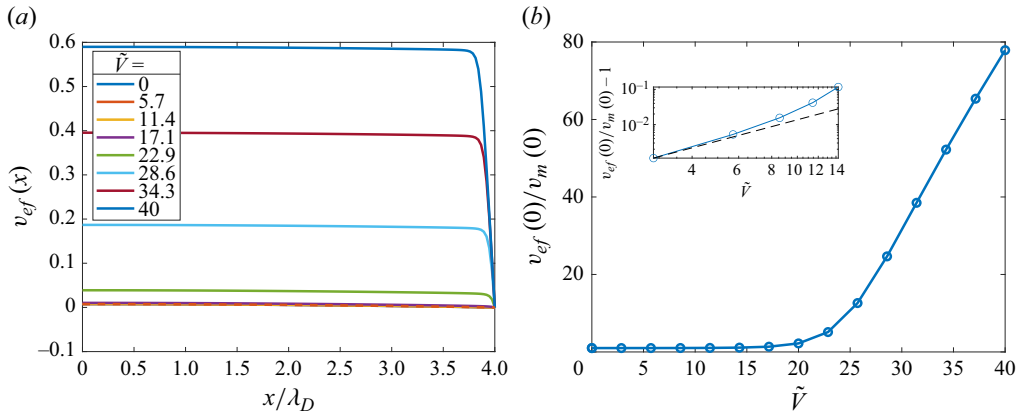 (a)
0.6
0.5
0.4
0.3
0.2
0.1
0
–0.1
v_ef (x)
Ṽ =
0
5.7
11.4
17.1
22.9
28.6
34.3
40
0 0.5 1.0 1.5 2.0 2.5 3.0 3.5 4.0
x/λ_D
(b)
80
60
40
20
0 5 10 15 20 25 30 35 40
v_ef (0)/v_m (0)
Ṽ
10⁻¹
10⁻²
v_ef (0)/v_m (0) – 1
4 6 8 10 12 14
Ṽ